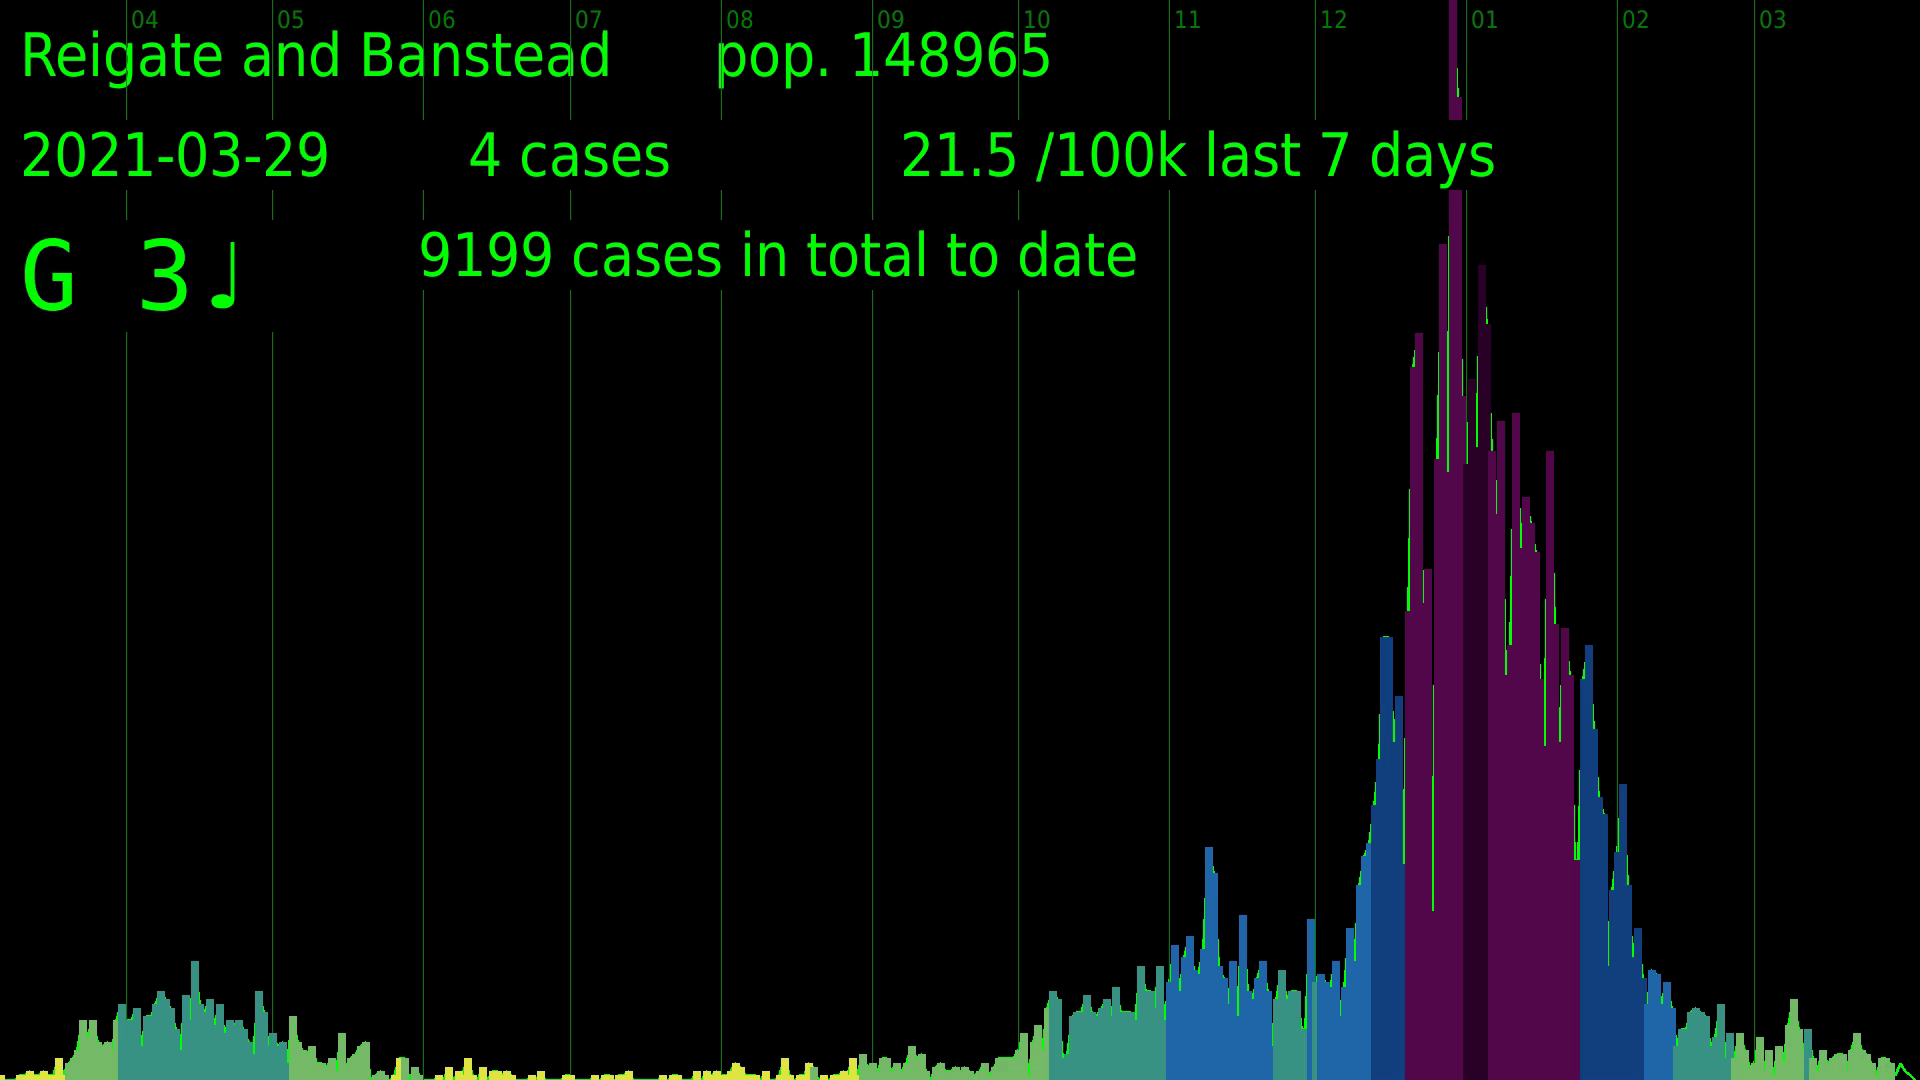 04 05 06 07 08 09 10 11 12 01 02 03
Reigate and Banstead pop. 148965
2021-03-29 4 cases 21.5 /100k last 7 days
G 3♩ 9199 cases in total to date